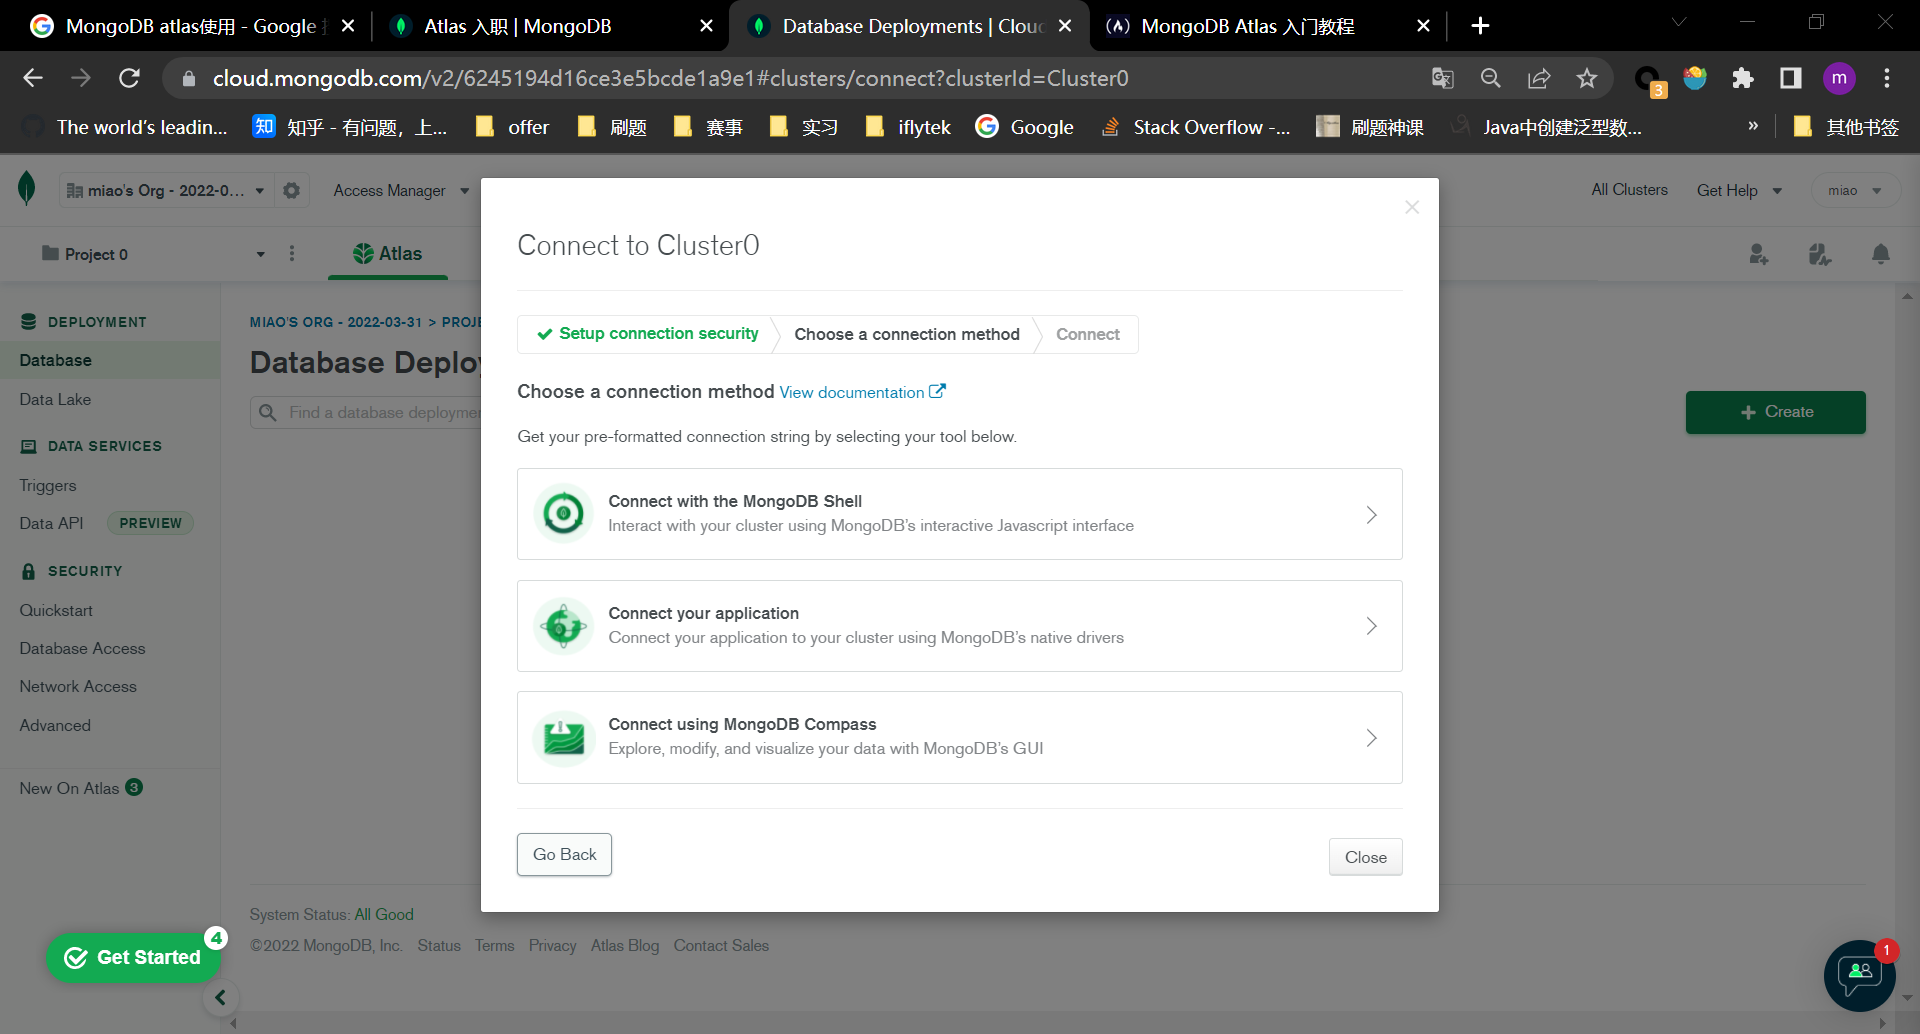 MongoDB atlas使用 - Google
Atlas 入职 | MongoDB
Database Deployments | Clou
MongoDB Atlas 入门教程
cloud.mongodb.com/v2/6245194d16ce3e5bcde1a9e1#clusters/connect?clusterId=Cluster0
3
m
The world's leadin...
知
知乎 - 有问题，上...
offer
刷题
赛事
实习
iflytek
Google
Stack Overflow -...
刷题神课
Java中创建泛型数...
»
其他书签
miao's Org - 2022-0...
Access Manager
All Clusters
Get Help
miao
Project 0
Atlas
DEPLOYMENT
Database
Data Lake
DATA SERVICES
Triggers
Data API
PREVIEW
SECURITY
Quickstart
Database Access
Network Access
Advanced
New On Atlas
3
MIAO'S ORG - 2022-03-31 > PROJE
Database Deploy
Find a database deploymen
Create
Connect to Cluster0
Setup connection security
Choose a connection method
Connect
Choose a connection method View documentation
Get your pre-formatted connection string by selecting your tool below.
Connect with the MongoDB Shell
Interact with your cluster using MongoDB's interactive Javascript interface
Connect your application
Connect your application to your cluster using MongoDB's native drivers
Connect using MongoDB Compass
Explore, modify, and visualize your data with MongoDB's GUI
Go Back
Close
System Status: All Good
©2022 MongoDB, Inc. Status Terms Privacy Atlas Blog Contact Sales
Get Started
4
1